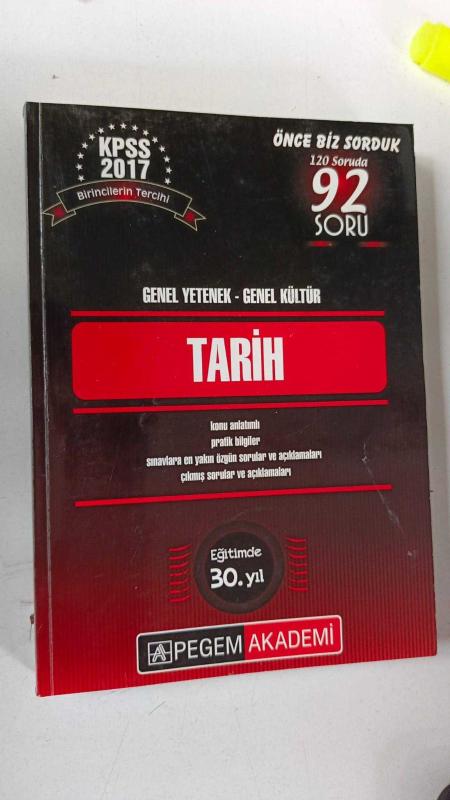 KPSS
2017
Birincilerin Tercihi
ÖNCE BİZ SORDUK
120 Soruda
92
SORU
GENEL YETENEK - GENEL KÜLTÜR
TARİH
konu anlatımlı
pratik bilgiler
sınavlara en yakın özgün sorular ve açıklamaları
çıkmış sorular ve açıklamaları
Eğitimde
30.yıl
PEGEM AKADEMİ